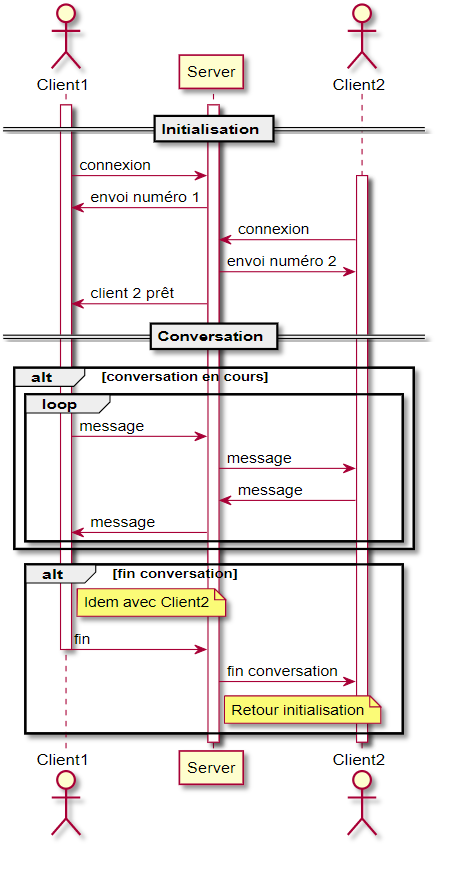 Client1
Server
Client2
Initialisation
connexion
envoi numéro 1
connexion
envoi numéro 2
client 2 prêt
Conversation
alt [conversation en cours]
loop
message
message
message
message
alt [fin conversation]
Idem avec Client2
fin
fin conversation
Retour initialisation
Client1
Server
Client2